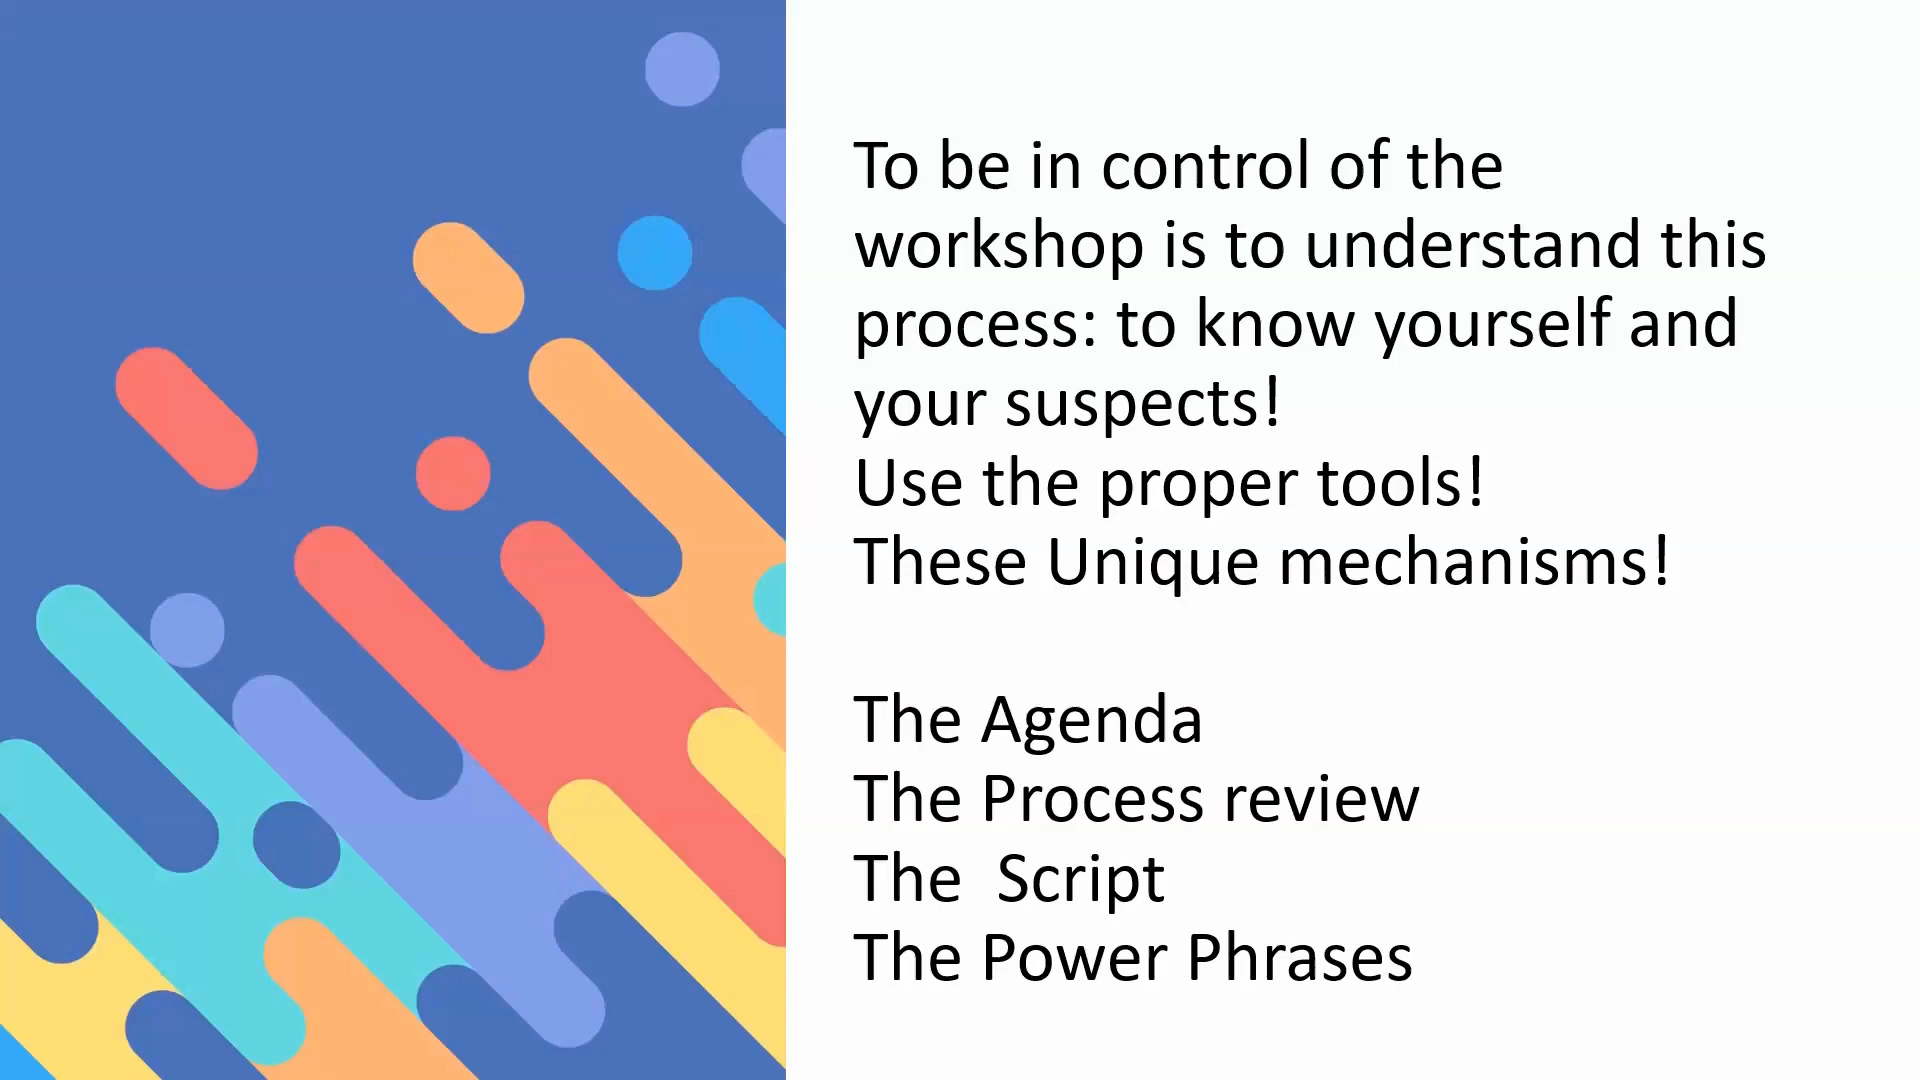 To be in control of the
workshop is to understand this
process: to know yourself and
your suspects!
Use the proper tools!
These Unique mechanisms!
The Agenda
The Process review
The  Script
The Power Phrases